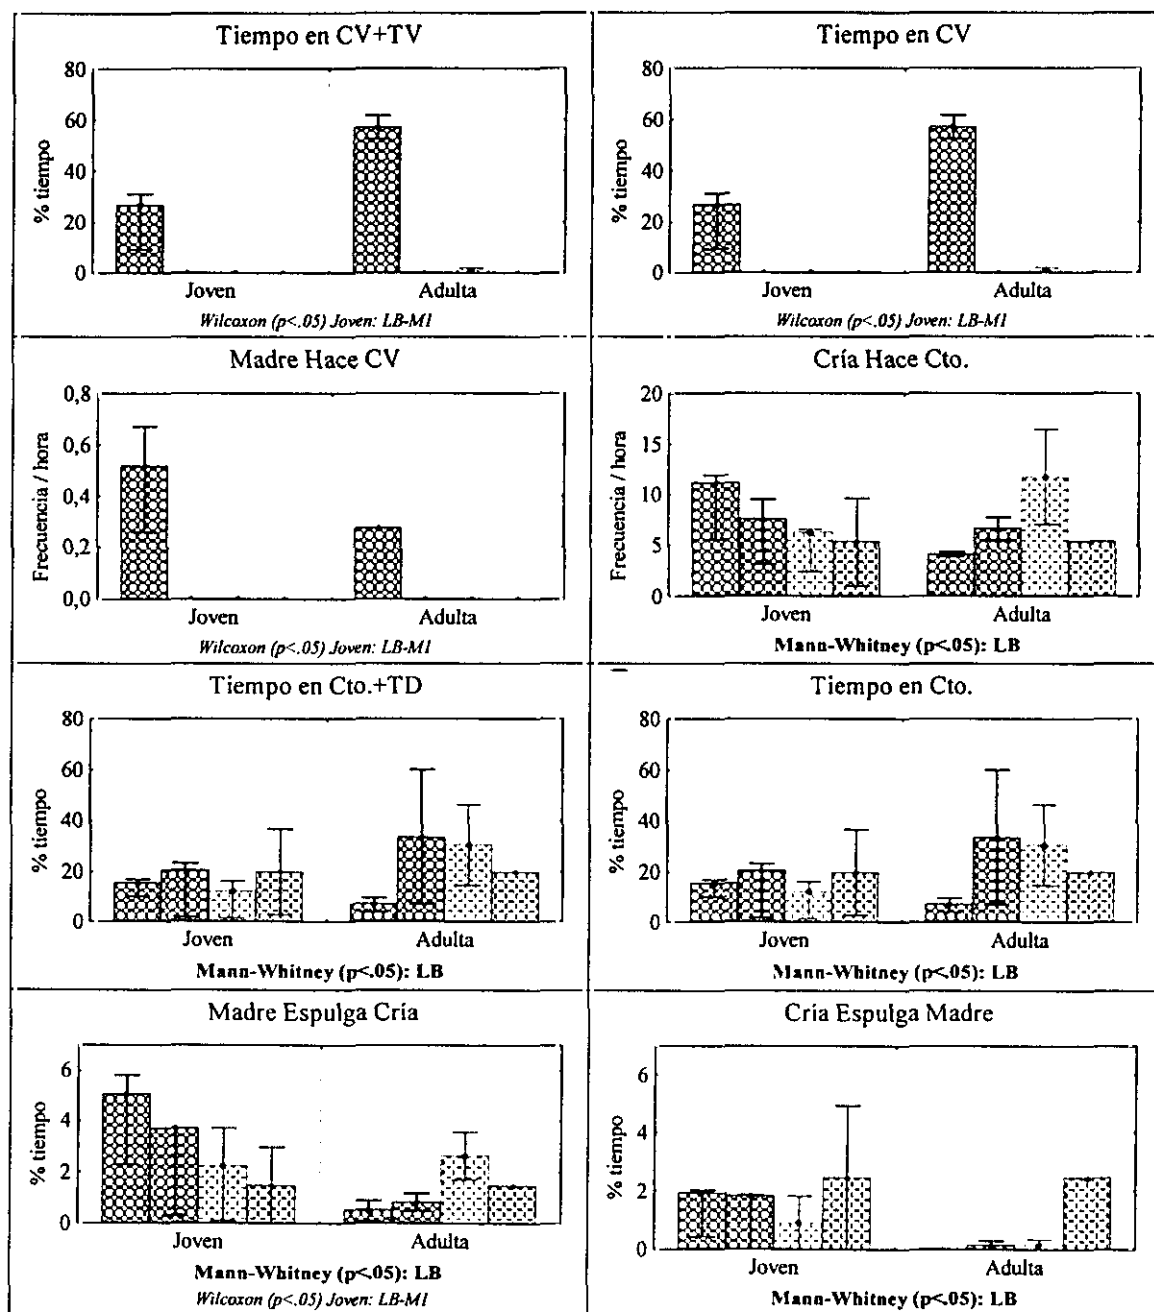 Tiempo en CV+TV
% tiempo
80
60
40
20
0
Joven
Adulta
Wilcoxon (p<.05) Joven: LB-M1
Tiempo en CV
% tiempo
80
60
40
20
0
Joven
Adulta
Wilcoxon (p<.05) Joven: LB-M1
Madre Hace CV
Frecuencia / hora
0,8
0,6
0,4
0,2
0,0
Joven
Adulta
Wilcoxon (p<.05) Joven: LB-M1
Cría Hace Cto.
Frecuencia / hora
20
15
10
5
0
Joven
Adulta
Mann-Whitney (p<.05): LB
Tiempo en Cto.+TD
% tiempo
80
60
40
20
0
Joven
Adulta
Mann-Whitney (p<.05): LB
Tiempo en Cto.
% tiempo
80
60
40
20
0
Joven
Adulta
Mann-Whitney (p<.05): LB
Madre Espulga Cría
% tiempo
6
4
2
0
Joven
Adulta
Mann-Whitney (p<.05): LB
Wilcoxon (p<.05) Joven: LB-M1
Cría Espulga Madre
% tiempo
6
4
2
0
Joven
Adulta
Mann-Whitney (p<.05): LB